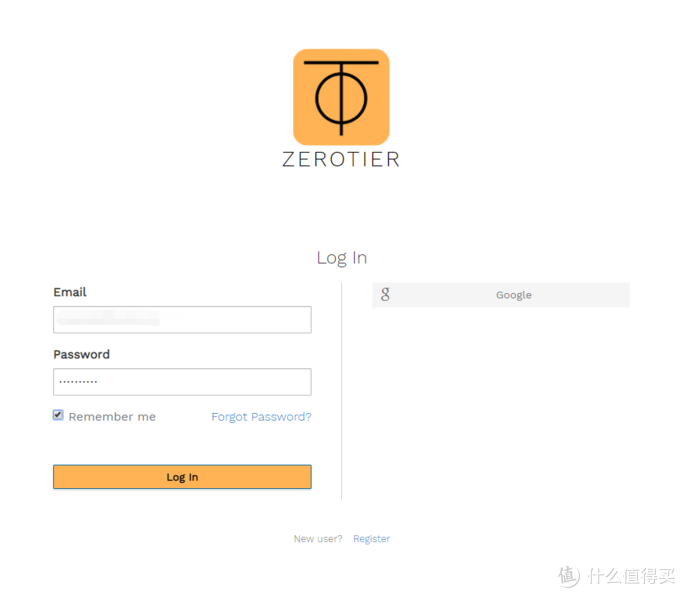 ZEROTIER
Log In
Email
Password
Remember me
Forgot Password?
Log In
g
Google
New user? Register
值 什么值得买